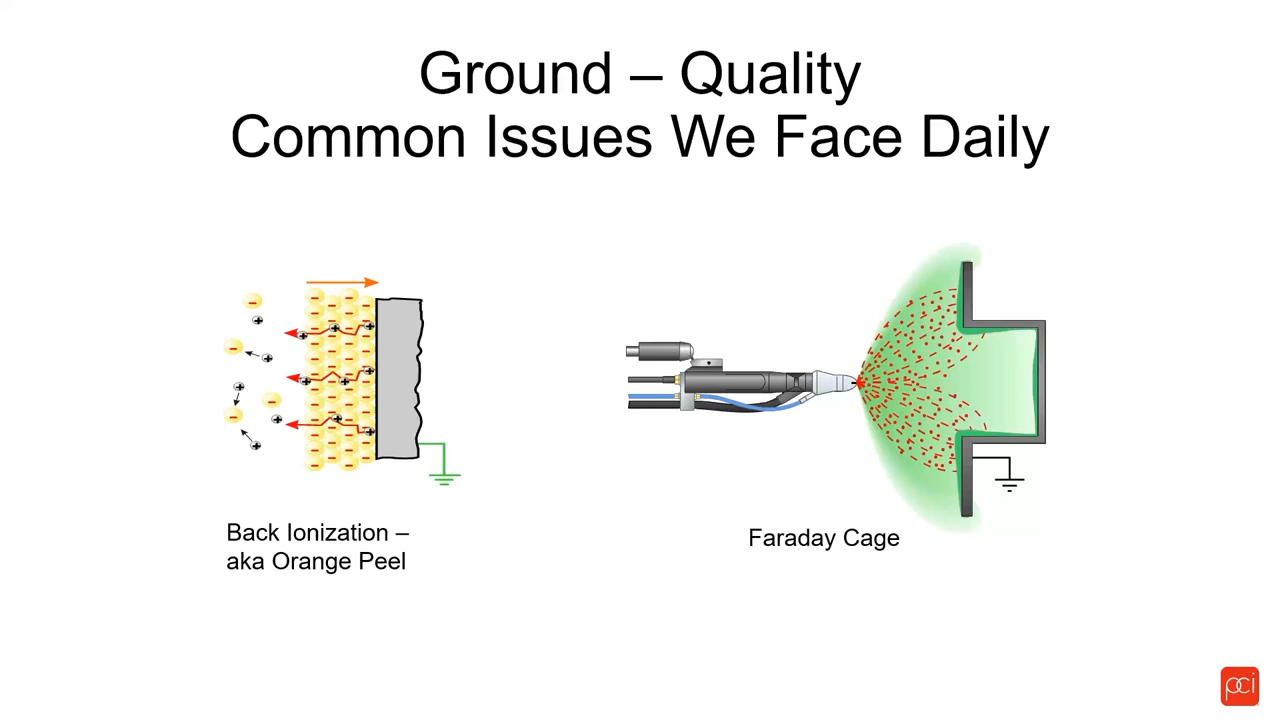 Ground – Quality
Common Issues We Face Daily
Back Ionization –
aka Orange Peel
Faraday Cage
pci